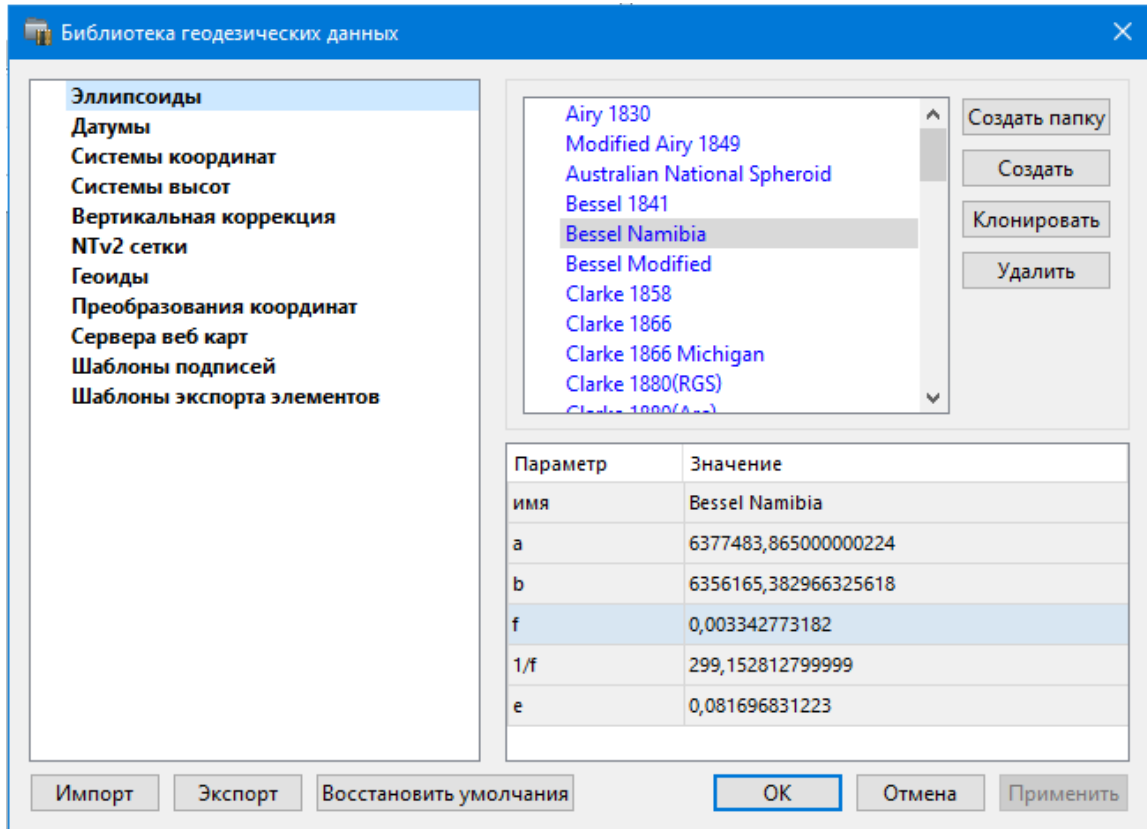 Библиотека геодезических данных
Эллипсоиды
Датумы
Системы координат
Системы высот
Вертикальная коррекция
NTv2 сетки
Геоиды
Преобразования координат
Сервера веб карт
Шаблоны подписей
Шаблоны экспорта элементов
Airy 1830
Modified Airy 1849
Australian National Spheroid
Bessel 1841
Bessel Namibia
Bessel Modified
Clarke 1858
Clarke 1866
Clarke 1866 Michigan
Clarke 1880(RGS)
Clarke 1880(Arc)
Создать папку
Создать
Клонировать
Удалить
Параметр Значение
имя Bessel Namibia
a 6377483,865000000224
b 6356165,382966325618
f 0,003342773182
1/f 299,152812799999
e 0,081696831223
Импорт Экспорт Восстановить умолчания OK Отмена Применить